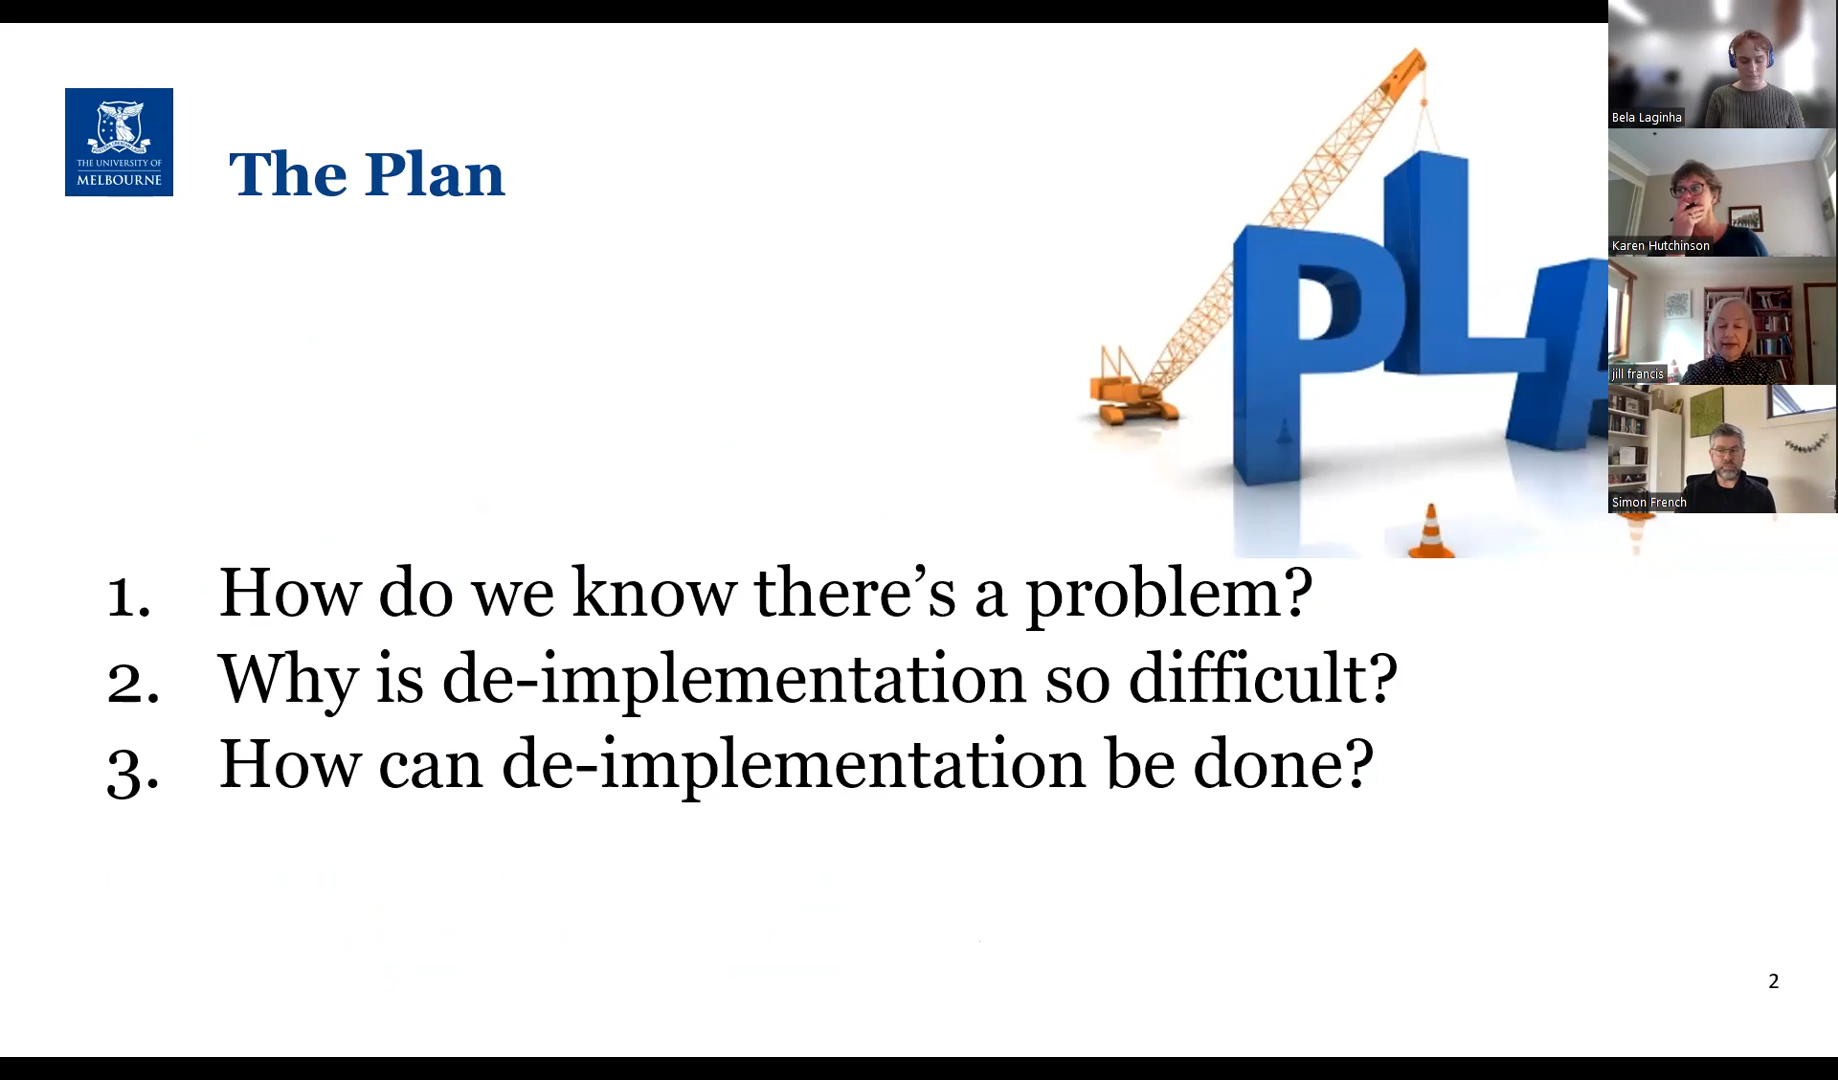 THE UNIVERSITY OF
MELBOURNE
The Plan
PLA
1. How do we know there’s a problem?
2. Why is de-implementation so difficult?
3. How can de-implementation be done?
2
Bela Laginha
Karen Hutchinson
jill francis
Simon French